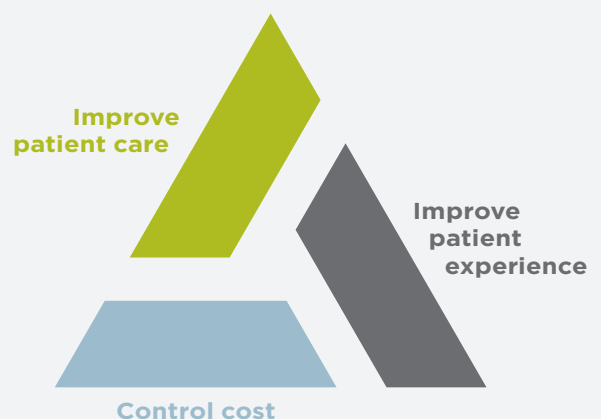 Improve
patient care
Improve
patient
experience
Control cost